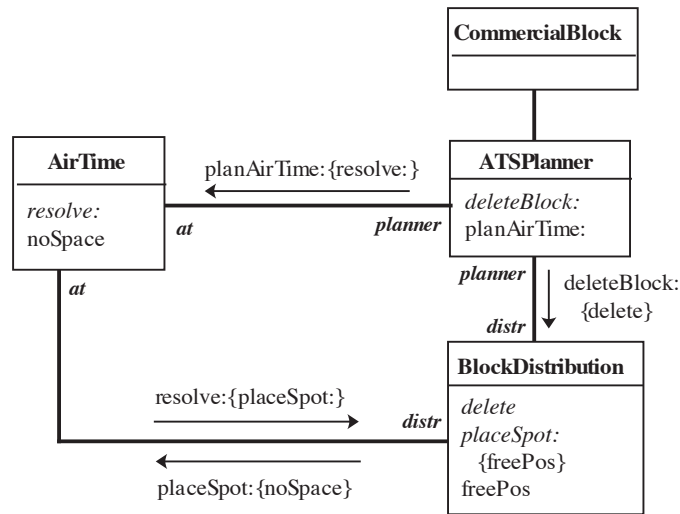 CommercialBlock
AirTime
resolve:
noSpace
planAirTime:{resolve:}
ATSPlanner
deleteBlock:
planAirTime:
at
planner
at
planner
deleteBlock:
{delete}
distr
BlockDistribution
delete
placeSpot:
{freePos}
freePos
resolve:{placeSpot:}
distr
placeSpot:{noSpace}